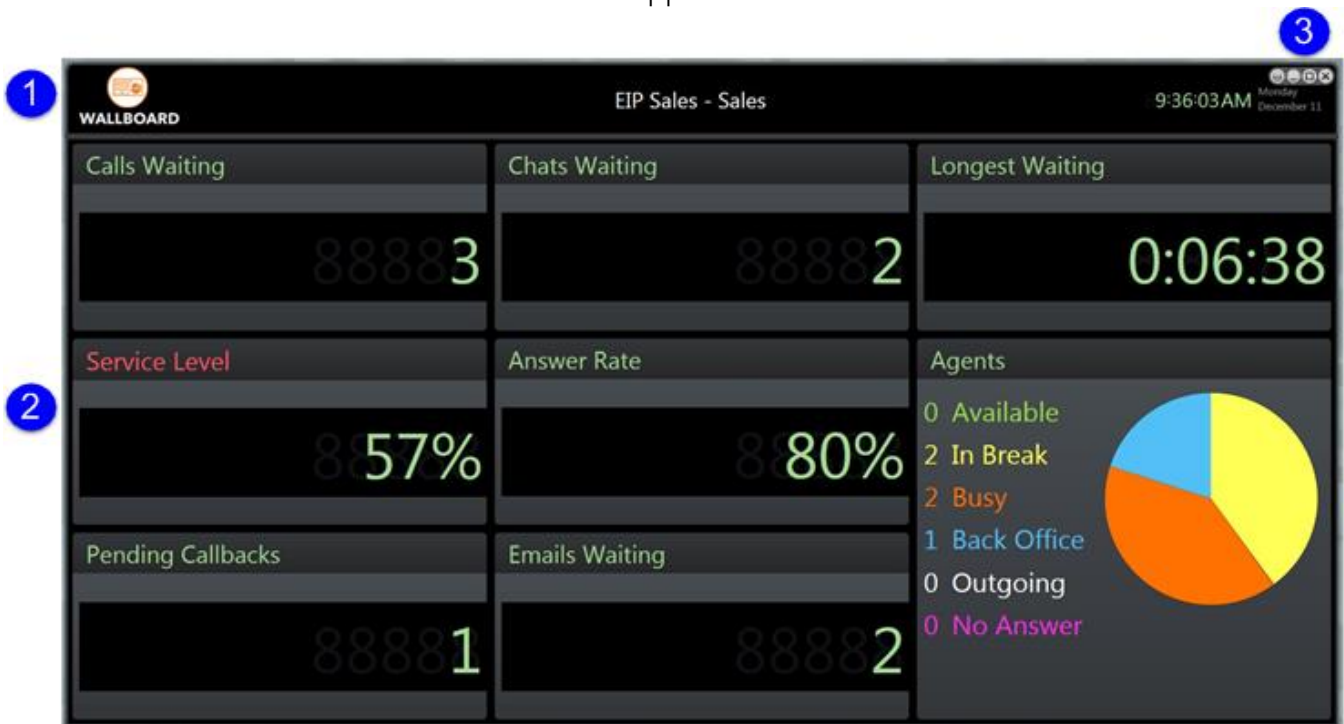 3
1
WALLBOARD
EIP Sales - Sales
9:36:03AM
Monday
December 11
Calls Waiting
Chats Waiting
Longest Waiting
3
2
0:06:38
2
Service Level
Answer Rate
Agents
57%
80%
0 Available
2 In Break
2 Busy
1 Back Office
0 Outgoing
0 No Answer
Pending Callbacks
Emails Waiting
1
2